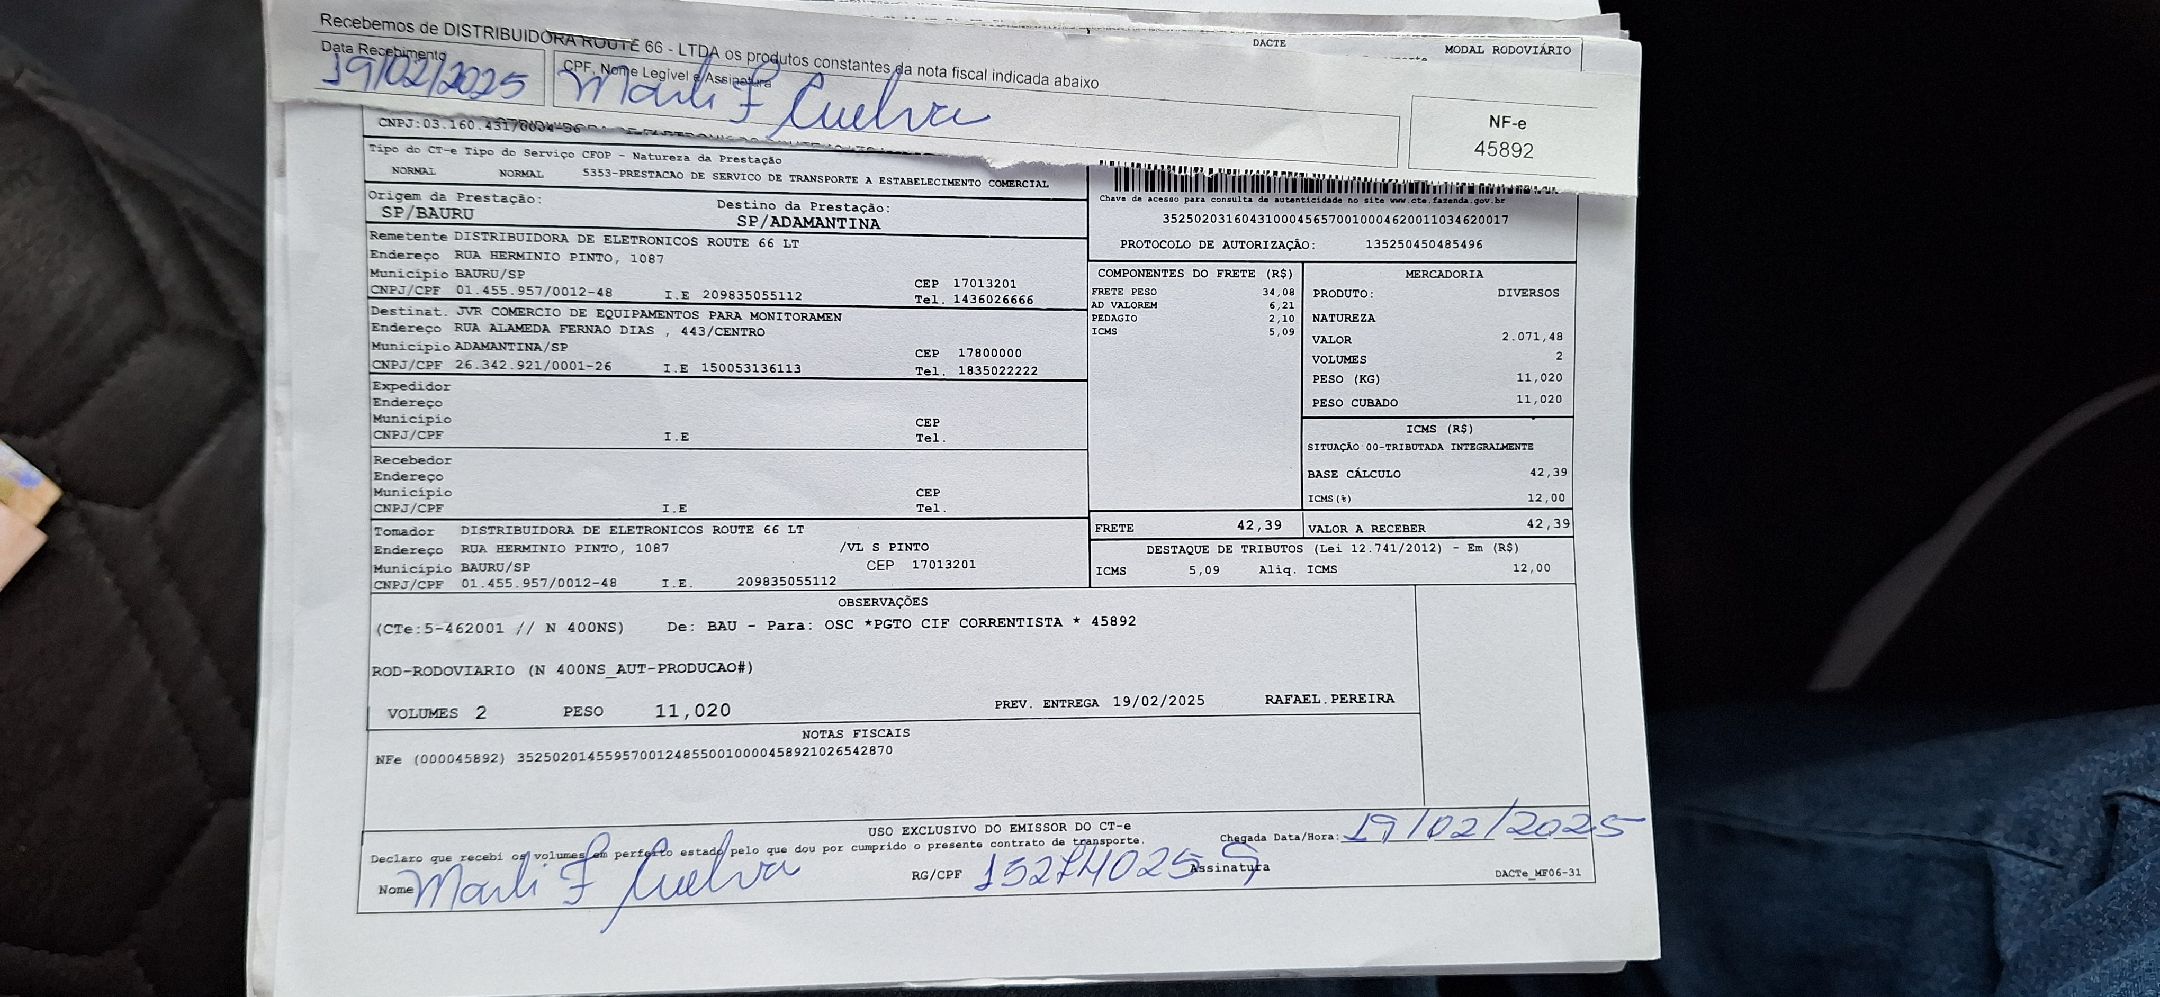 Recebemos de DISTRIBUIDORA ROUTE 66 - LTDA os produtos constantes da nota fiscal indicada abaixo
DACTE
MODAL RODOVIÁRIO
Data Recebimento
19/02/2025
CPF, Nome Legível e Assinatura
Marli F
NF-e
45892
CNPJ:03.160.431/0004-56
Tipo do CT-e Tipo do Serviço CFOP - Natureza da Prestação
NORMAL NORMAL 5353-PRESTACAO DE SERVICO DE TRANSPORTE A ESTABELECIMENTO COMERCIAL
Origem da Prestação:
SP/BAURU
Destino da Prestação:
SP/ADAMANTINA
Chave de acesso para consulta de autenticidade no site www.cte.fazenda.gov.br
35250203160431000456570010004620011034620017
PROTOCOLO DE AUTORIZAÇÃO: 135250450485496
Remetente DISTRIBUIDORA DE ELETRONICOS ROUTE 66 LT
Endereço RUA HERMINIO PINTO, 1087
Município BAURU/SP CEP 17013201
CNPJ/CPF 01.455.957/0012-48 I.E 209835055112 Tel. 1436026666
Destinat. JVR COMERCIO DE EQUIPAMENTOS PARA MONITORAMEN
Endereço RUA ALAMEDA FERNAO DIAS , 443/CENTRO
Município ADAMANTINA/SP CEP 17800000
CNPJ/CPF 26.342.921/0001-26 I.E 150053136113 Tel. 1835022222
Expedidor
Endereço
Município CEP
CNPJ/CPF I.E Tel.
Recebedor
Endereço
Município CEP
CNPJ/CPF I.E Tel.
Tomador DISTRIBUIDORA DE ELETRONICOS ROUTE 66 LT
Endereço RUA HERMINIO PINTO, 1087 /VL S PINTO
Município BAURU/SP CEP 17013201
CNPJ/CPF 01.455.957/0012-48 I.E. 209835055112
COMPONENTES DO FRETE (R$)
FRETE PESO 34,08
AD VALOREM 6,21
PEDAGIO 2,10
ICMS 5,09
MERCADORIA
PRODUTO: DIVERSOS
NATUREZA
VALOR 2.071,48
VOLUMES 2
PESO (KG) 11,020
PESO CUBADO 11,020
ICMS (R$)
SITUAÇÃO 00-TRIBUTADA INTEGRALMENTE
BASE CÁLCULO 42,39
ICMS(%) 12,00
FRETE 42,39 VALOR A RECEBER 42,39
DESTAQUE DE TRIBUTOS (Lei 12.741/2012) - Em (R$)
ICMS 5,09 Aliq. ICMS 12,00
OBSERVAÇÕES
(CTe:5-462001 // N 400NS) De: BAU - Para: OSC *PGTO CIF CORRENTISTA * 45892
ROD-RODOVIARIO (N 400NS_AUT-PRODUCAO#)
VOLUMES 2 PESO 11,020 PREV. ENTREGA 19/02/2025 RAFAEL.PEREIRA
NOTAS FISCAIS
NFe (000045892) 35250201455957001248550010000458921026542870
USO EXCLUSIVO DO EMISSOR DO CT-e
Declaro que recebi os volumes em perfeito estado pelo que dou por cumprido o presente contrato de transporte.
Chegada Data/Hora: 19/02/2025
Nome Marli F
RG/CPF
Assinatura
DACTe_MF06-31